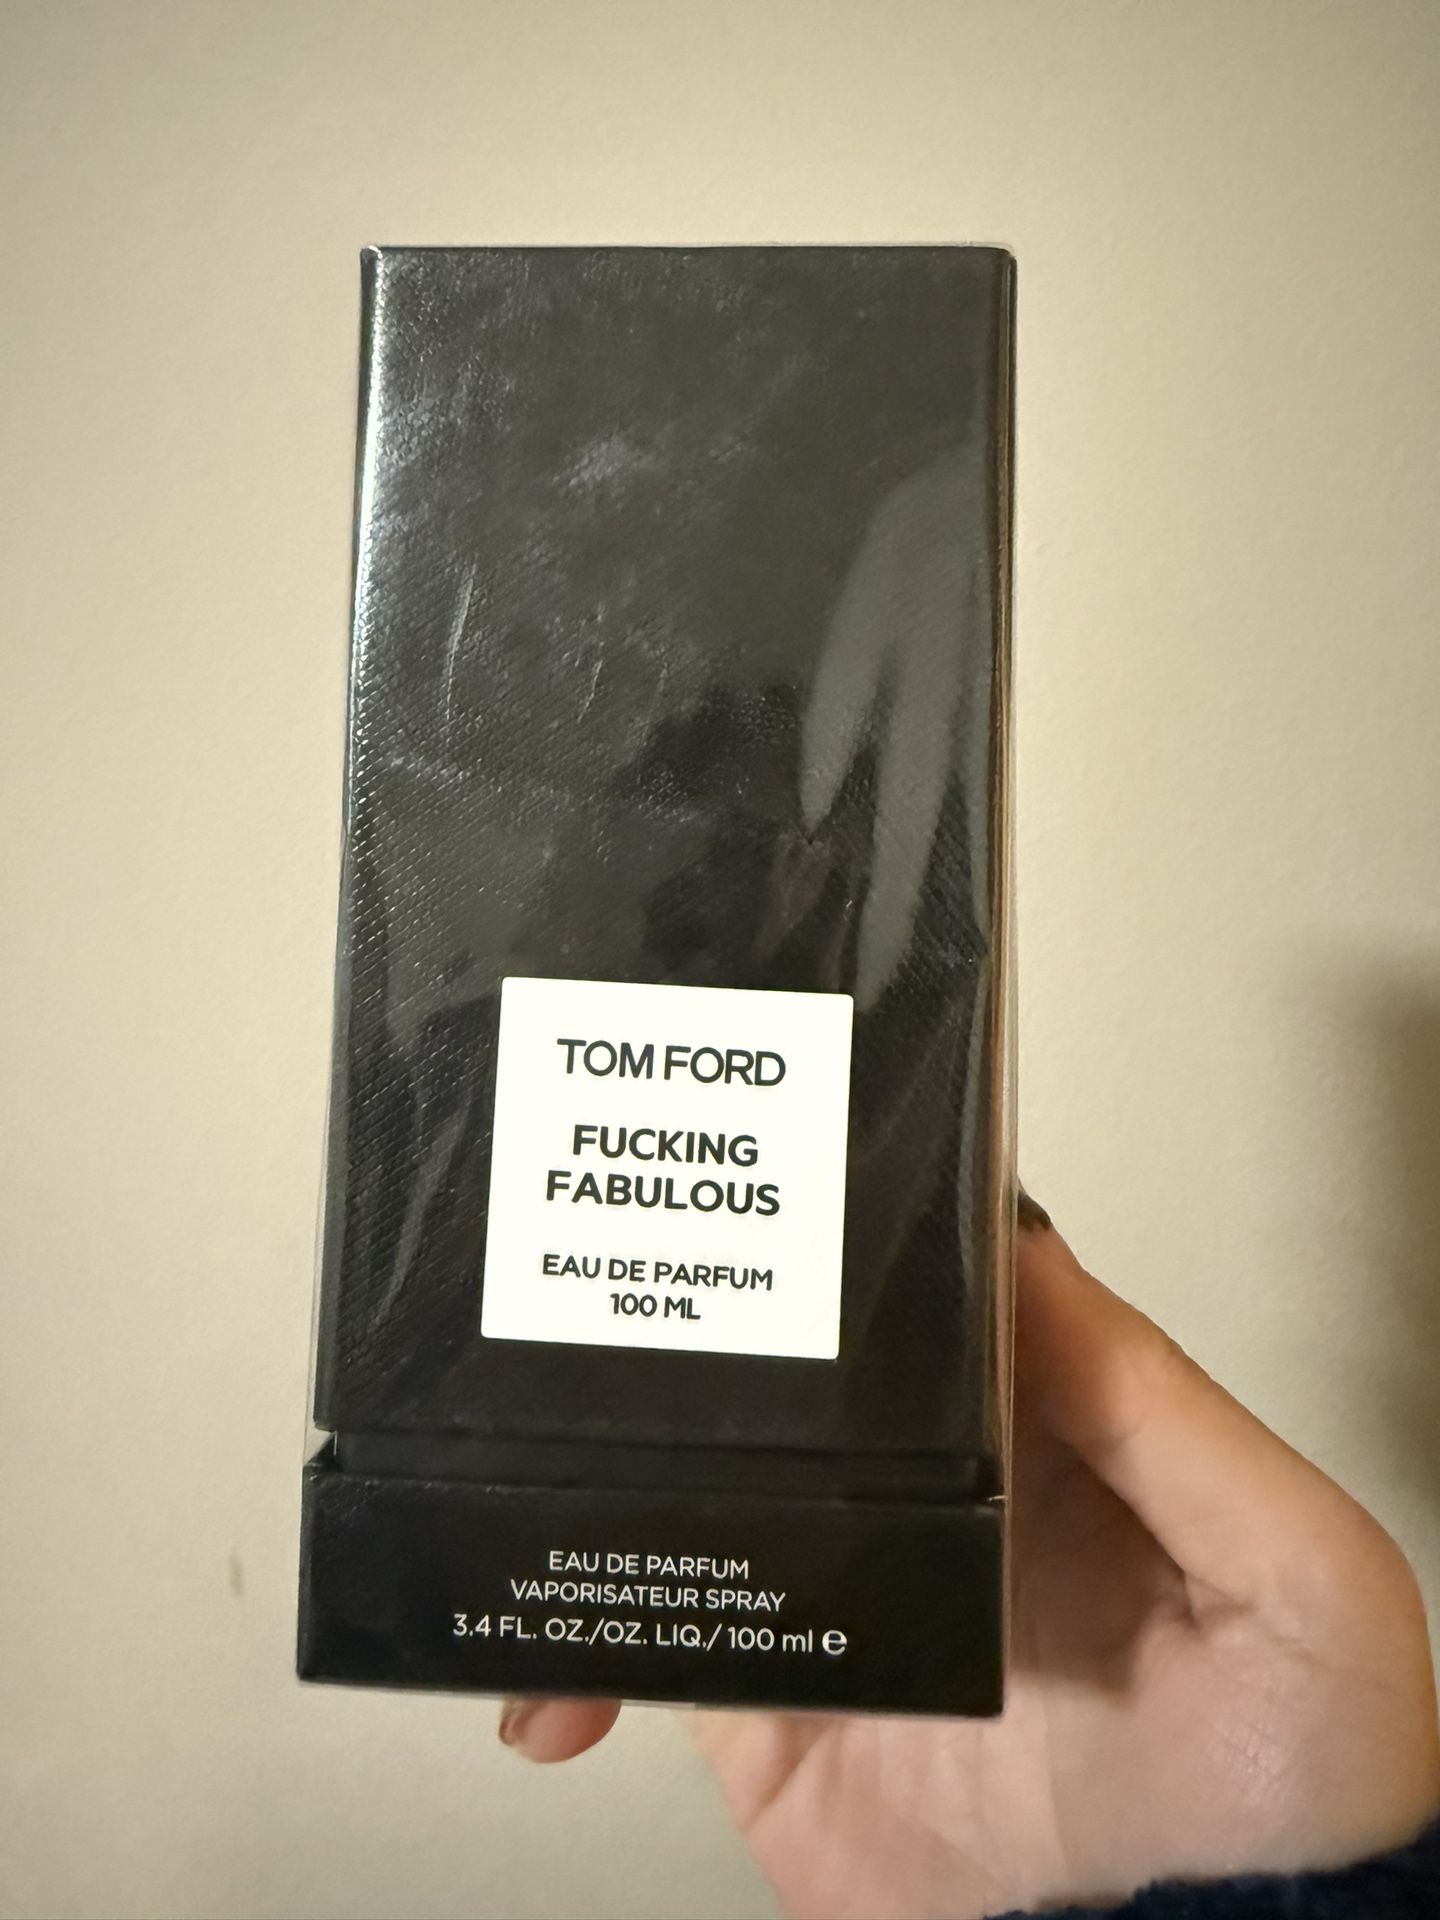 TOM FORD
FUCKING
FABULOUS
EAU DE PARFUM
100 ML
EAU DE PARFUM
VAPORISATEUR SPRAY
3.4 FL. OZ./OZ. LIQ./ 100 ml ℮